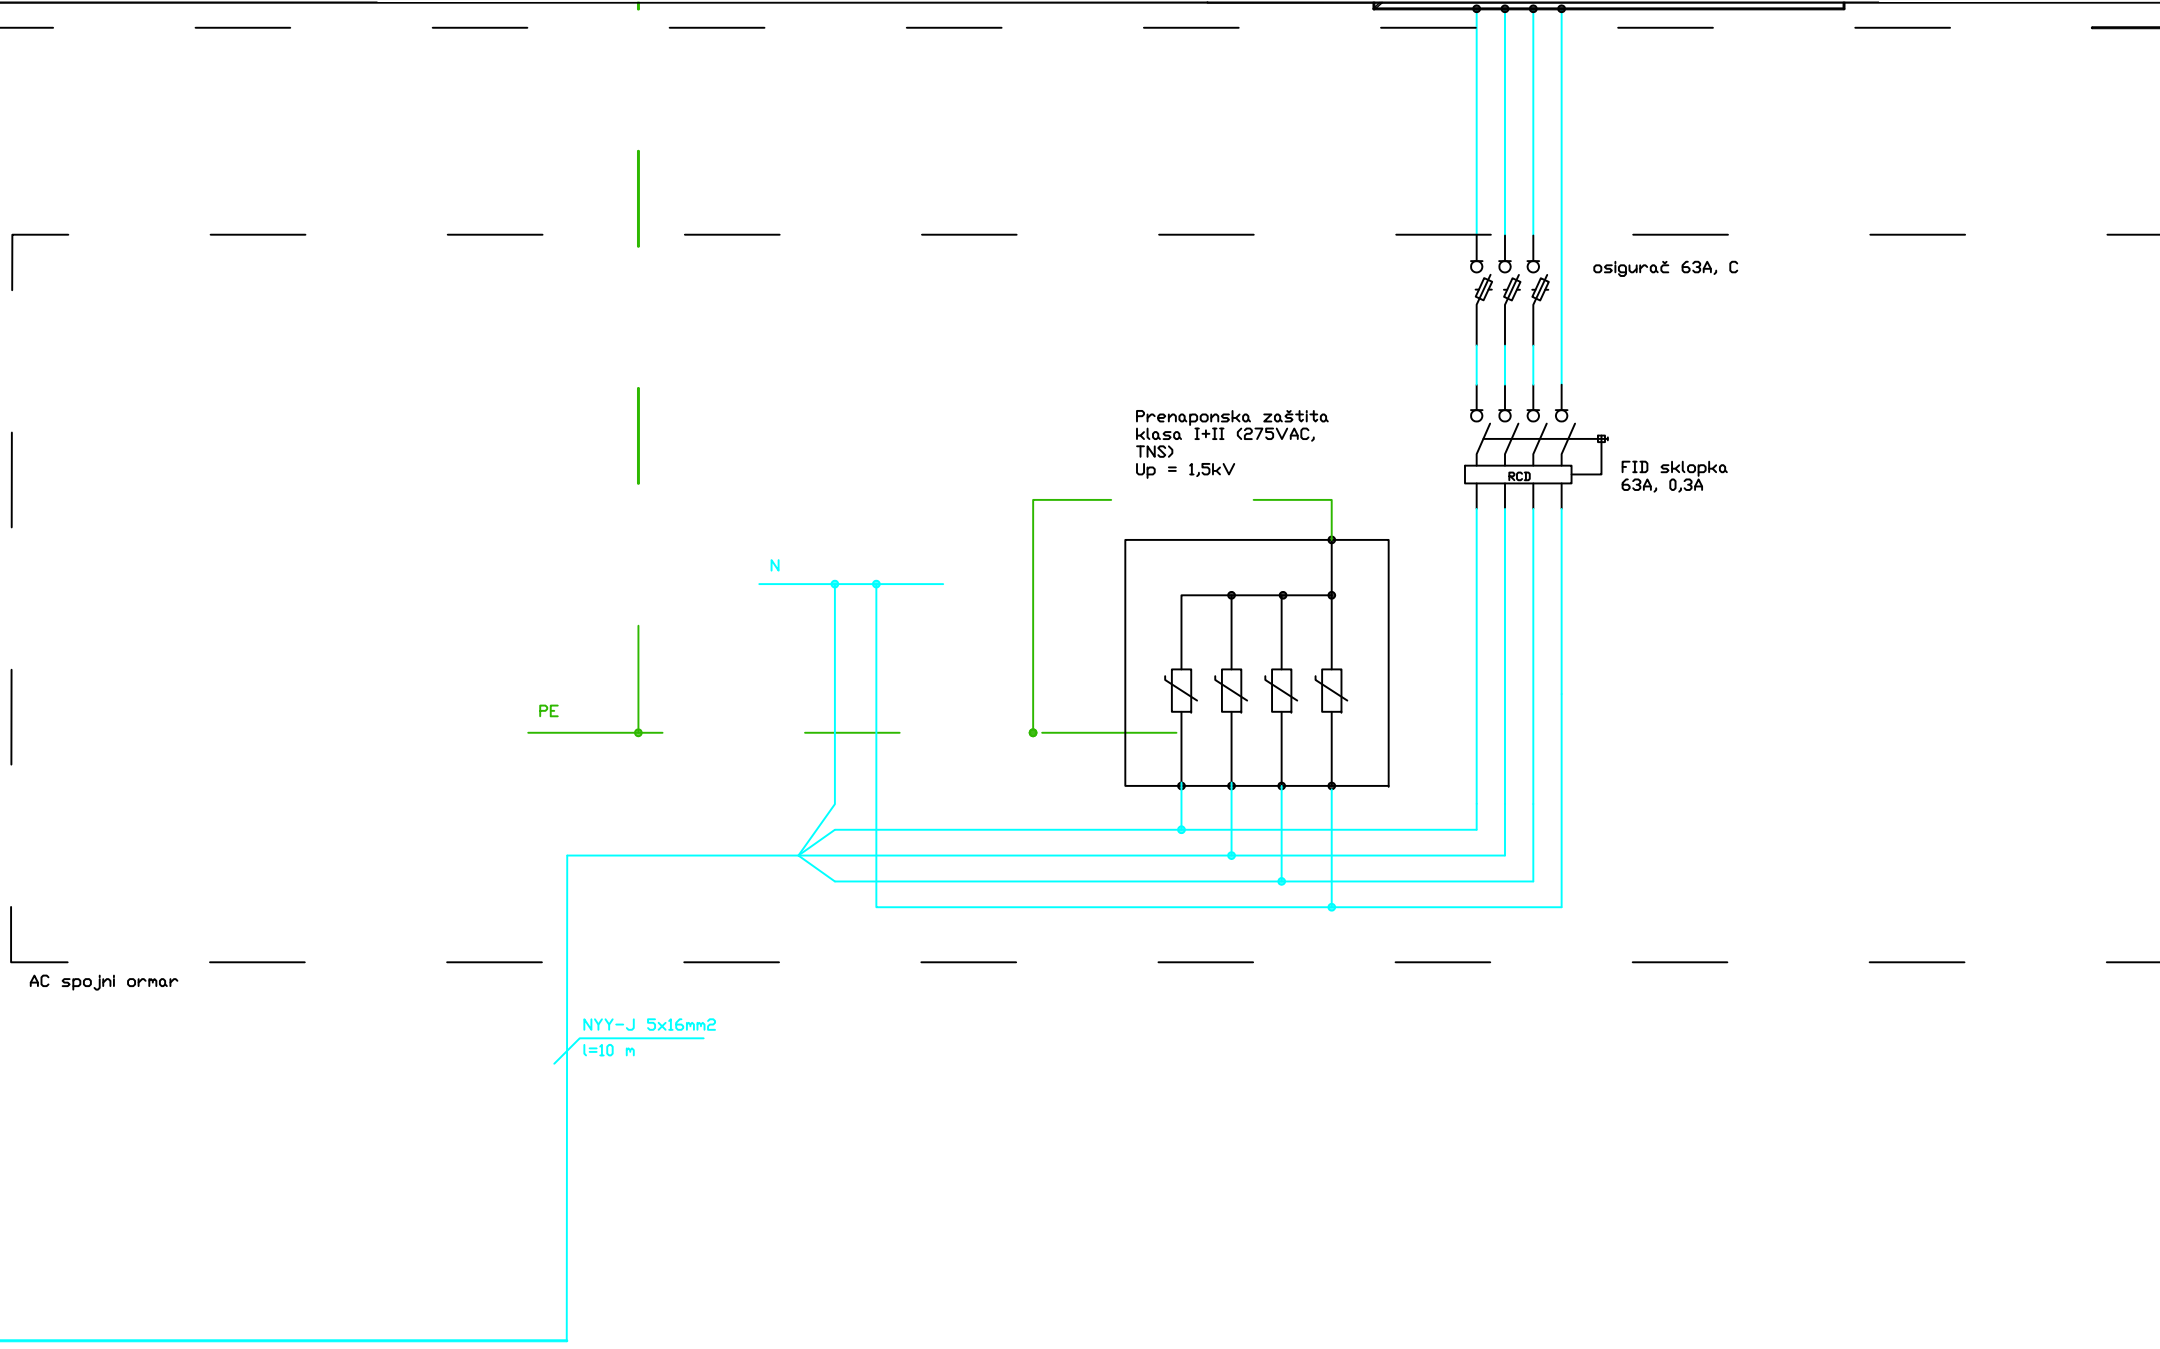 osigurač 63A, C
Prenaponska zaštita
klasa I+II (275VAC,
TNS)
Up = 1,5kV
FID sklopka
63A, 0,3A
RCD
N
PE
AC spojni ormar
NYY-J 5x16mm2
l=10 m